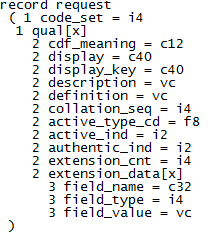 record request
( 1 code_set = i4
1 qual[x]
2 cdf_meaning = c12
2 display = c40
2 display_key = c40
2 description = vc
2 definition = vc
2 collation_seq = i4
2 active_type_cd = f8
2 active_ind = i2
2 authentic_ind = i2
2 extension_cnt = i4
2 extension_data[x]
3 field_name = c32
3 field_type = i4
3 field_value = vc
)